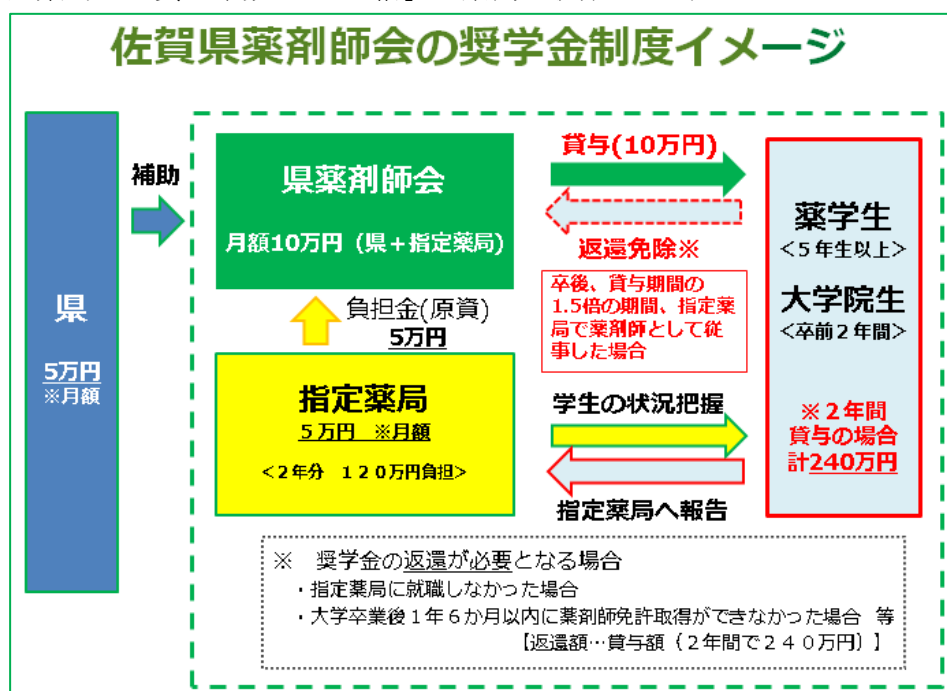 佐賀県薬剤師会の奨学金制度イメージ
県
5万円
※月額
補助
県薬剤師会
月額10万円（県＋指定薬局）
負担金(原資)
5万円
指定薬局
５万円　※月額
<２年分　１２０万円負担>
貸与(10万円)
返還免除※
卒後、貸与期間の
1.5倍の期間、指定薬
局で薬剤師として従
事した場合
学生の状況把握
指定薬局へ報告
薬学生
<５年生以上>
大学院生
<卒前２年間>
※２年間
貸与の場合
計240万円
※　奨学金の返還が必要となる場合
・指定薬局に就職しなかった場合
・大学卒業後１年６か月以内に薬剤師免許取得ができなかった場合 等
【返還額…貸与額（２年間で２４０万円）】